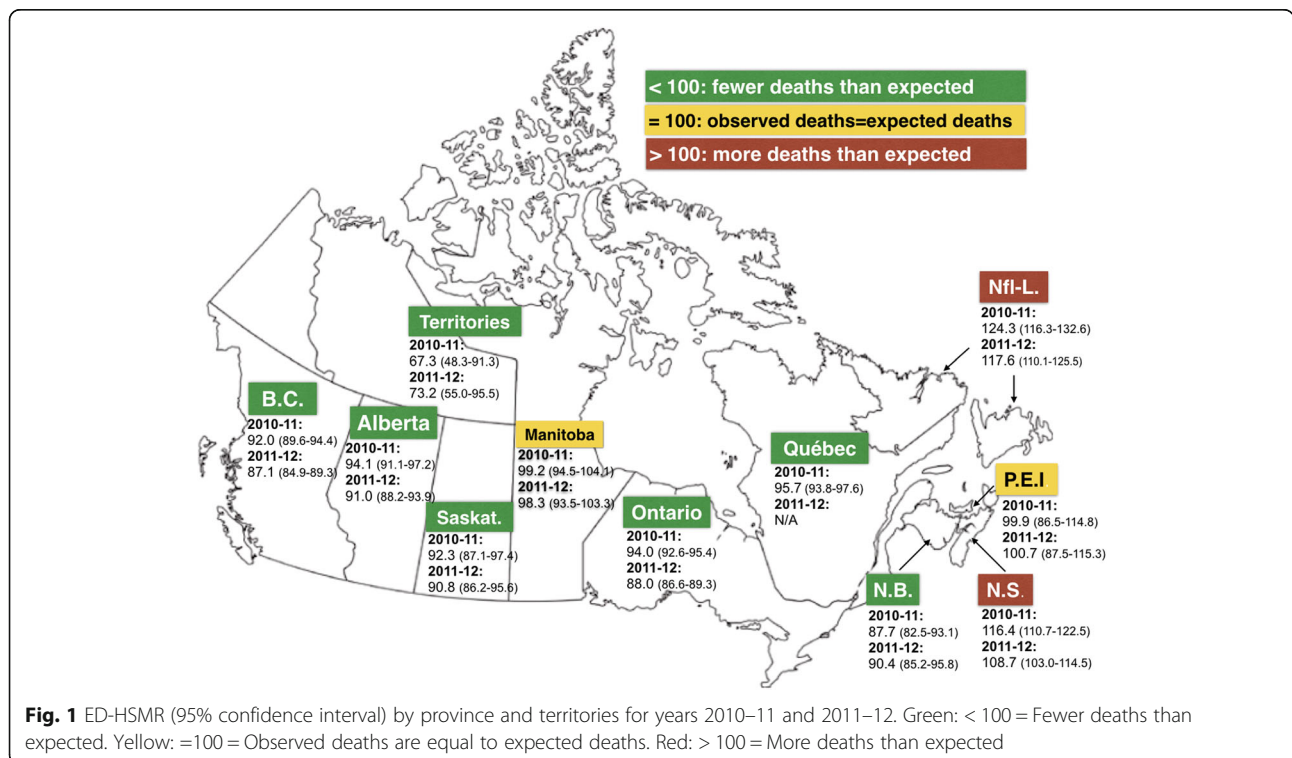 < 100: fewer deaths than expected
= 100: observed deaths=expected deaths
> 100: more deaths than expected
Nfl-L.
2010-11:
124.3 (116.3-132.6)
2011-12:
117.6 (110.1-125.5)
Territories
2010-11:
67.3 (48.3-91.3)
2011-12:
73.2 (55.0-95.5)
B.C.
2010-11:
92.0 (89.6-94.4)
2011-12:
87.1 (84.9-89.3)
Alberta
2010-11:
94.1 (91.1-97.2)
2011-12:
91.0 (88.2-93.9)
Saskat.
2010-11:
92.3 (87.1-97.4)
2011-12:
90.8 (86.2-95.6)
Manitoba
2010-11:
99.2 (94.5-104.1)
2011-12:
98.3 (93.5-103.3)
Ontario
2010-11:
94.0 (92.6-95.4)
2011-12:
88.0 (86.6-89.3)
Québec
2010-11:
95.7 (93.8-97.6)
2011-12:
N/A
P.E.I
2010-11:
99.9 (86.5-114.8)
2011-12:
100.7 (87.5-115.3)
N.B.
2010-11:
87.7 (82.5-93.1)
2011-12:
90.4 (85.2-95.8)
N.S.
2010-11:
116.4 (110.7-122.5)
2011-12:
108.7 (103.0-114.5)
Fig. 1 ED-HSMR (95% confidence interval) by province and territories for years 2010–11 and 2011–12. Green: < 100 = Fewer deaths than
expected. Yellow: =100 = Observed deaths are equal to expected deaths. Red: > 100 = More deaths than expected